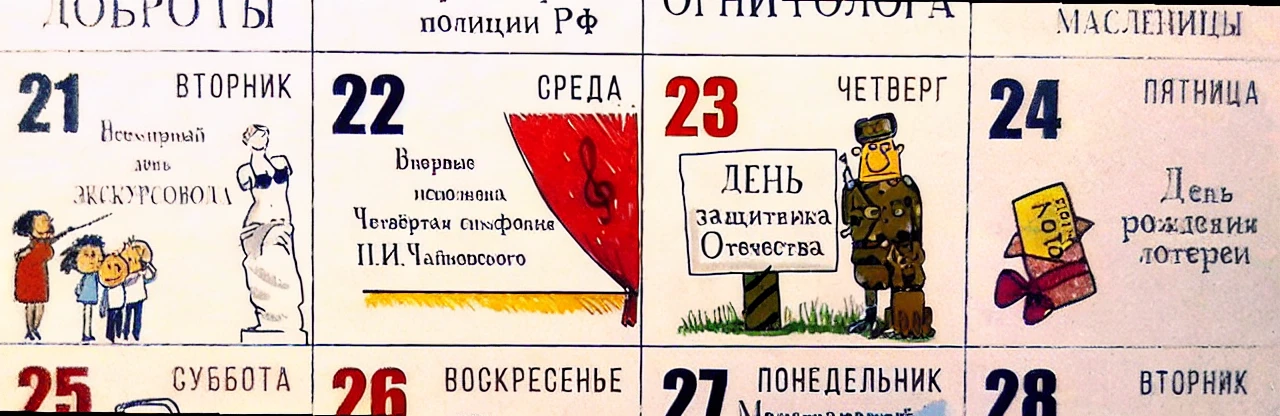 ДОБРОТЫ
полиции РФ
ОРНИТОЛОГА
МАСЛЕНИЦЫ
21 ВТОРНИК
Всемирный
день
ЭКСКУРСОВОДА
22 СРЕДА
Впервые
исполнена
Четвёртая симфония
П.И.Чайковского
23 ЧЕТВЕРГ
ДЕНЬ
защитника
Отечества
24 ПЯТНИЦА
День
рождения
лотереи
25 СУББОТА
26 ВОСКРЕСЕНЬЕ
27 ПОНЕДЕЛЬНИК
28 ВТОРНИК